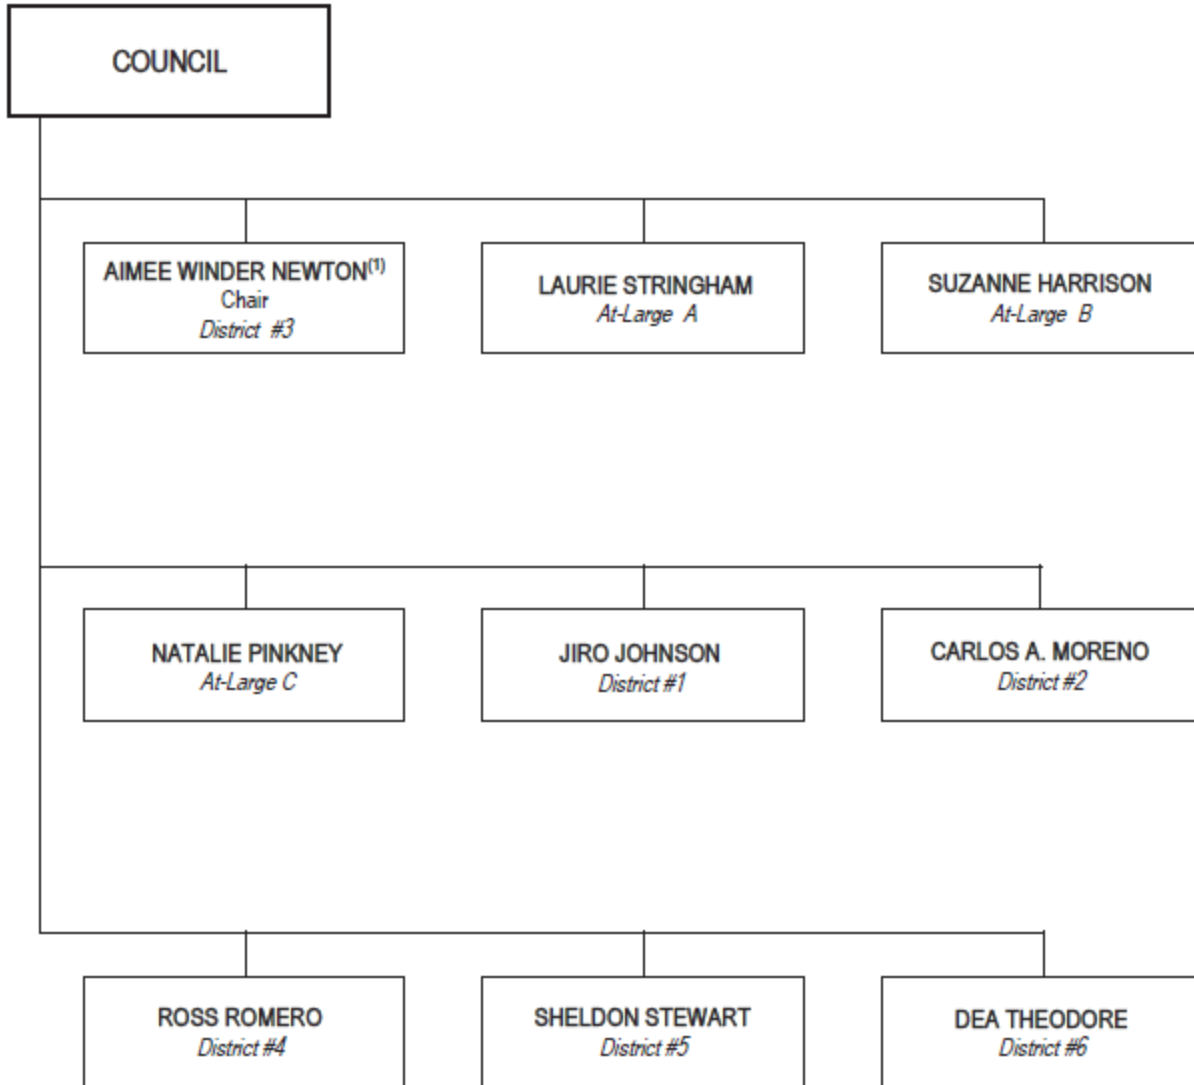 COUNCIL
AIMEE WINDER NEWTON(1)
Chair
District #3
LAURIE STRINGHAM
At-Large A
SUZANNE HARRISON
At-Large B
NATALIE PINKNEY
At-Large C
JIRO JOHNSON
District #1
CARLOS A. MORENO
District #2
ROSS ROMERO
District #4
SHELDON STEWART
District #5
DEA THEODORE
District #6